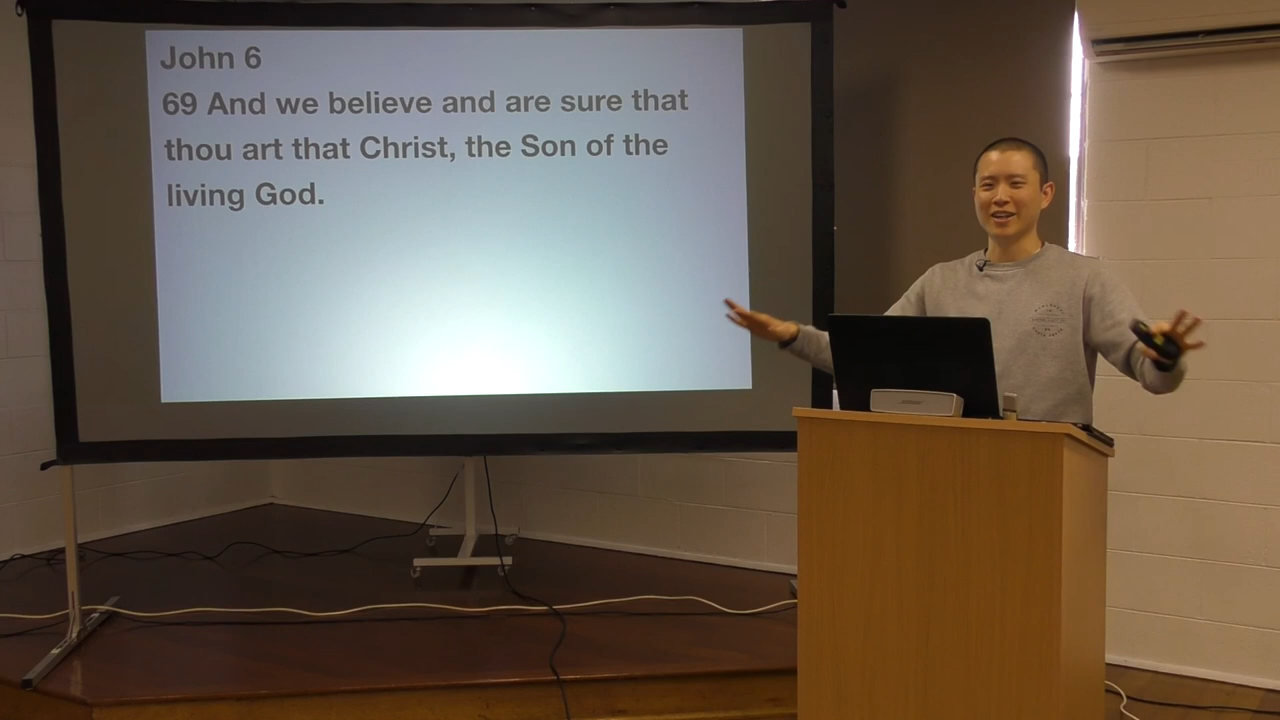 John 6
69 And we believe and are sure that
thou art that Christ, the Son of the
living God.